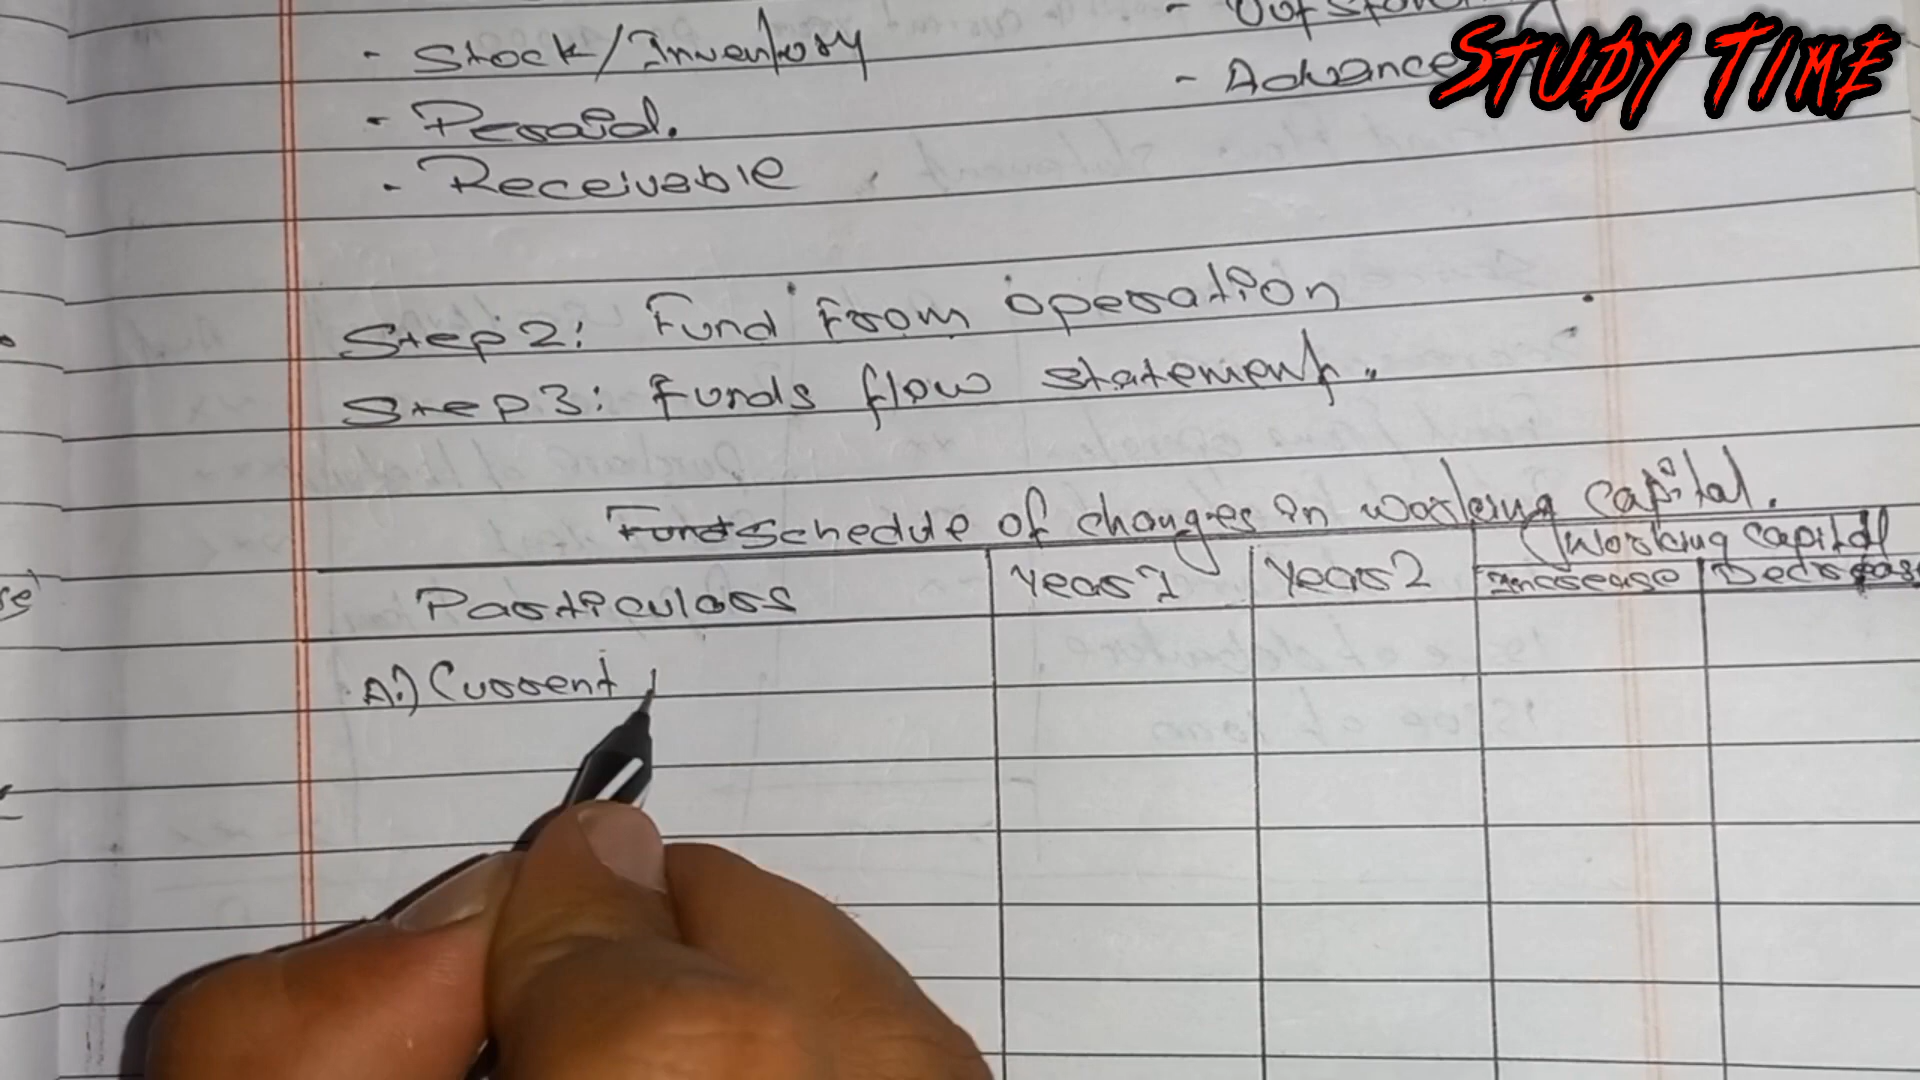 - Stock/Inventory
STUDY TIME
- Advance
- Peraid.
- Receivable
Step 2: Fund From operation
Step 3: Funds flow statement.
Fund Schedule of changes in working capital.
Particulars Year 1 Year 2 Working capital
Increase Decrease
A.) Current